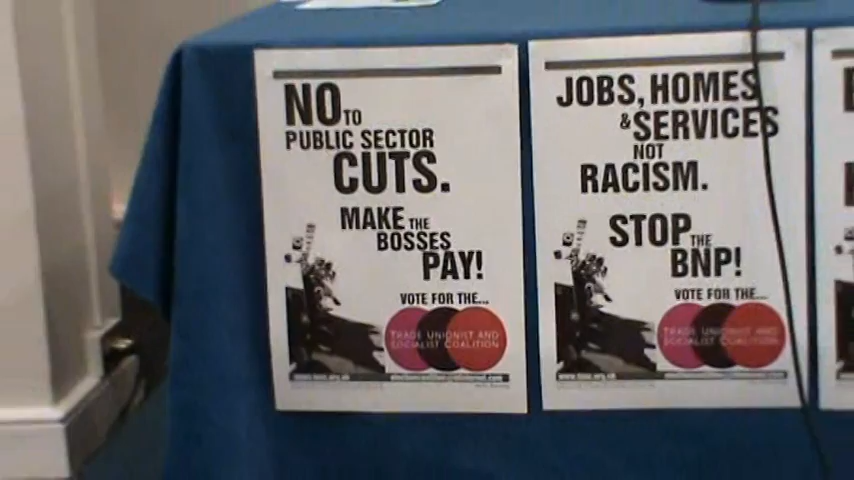 NO TO
PUBLIC SECTOR
CUTS.
MAKE THE
BOSSES
PAY!
VOTE FOR THE...
TRADE UNIONIST AND
SOCIALIST COALITION
JOBS, HOMES
& SERVICES
NOT
RACISM.
STOP THE
BNP!
VOTE FOR THE...
TRADE UNIONIST AND
SOCIALIST COALITION